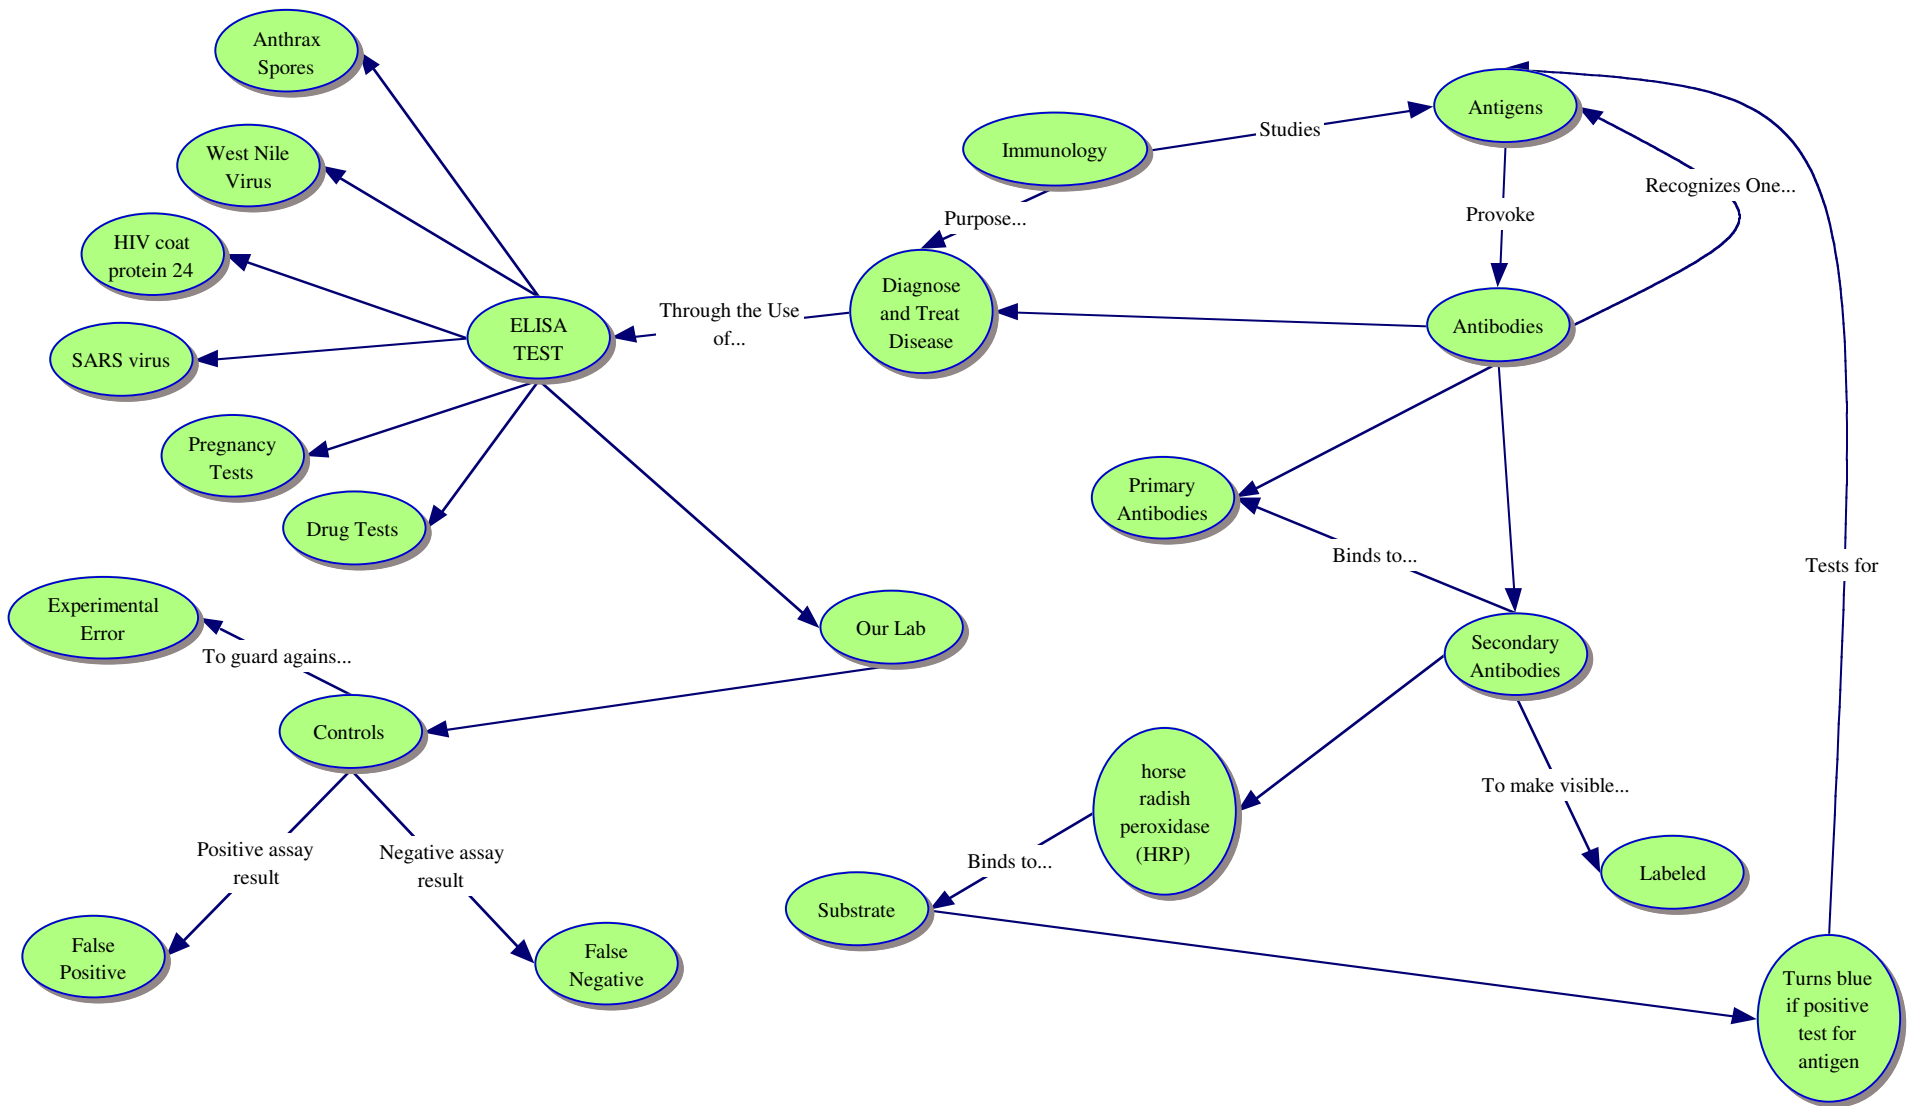 Anthrax
Spores
Antigens
Studies
Immunology
West Nile
Virus
Recognizes One...
Provoke
Purpose...
HIV coat
protein 24
Diagnose
and Treat
Disease
Through the Use
of...
ELISA
TEST
Antibodies
SARS virus
Pregnancy
Tests
Primary
Antibodies
Drug Tests
Binds to...
Tests for
Experimental
Error
Our Lab
To guard agains...
Secondary
Antibodies
Controls
horse
radish
peroxidase
(HRP)
To make visible...
Positive assay
result
Negative assay
result
Binds to...
Labeled
Substrate
False
Positive
False
Negative
Turns blue
if positive
test for
antigen